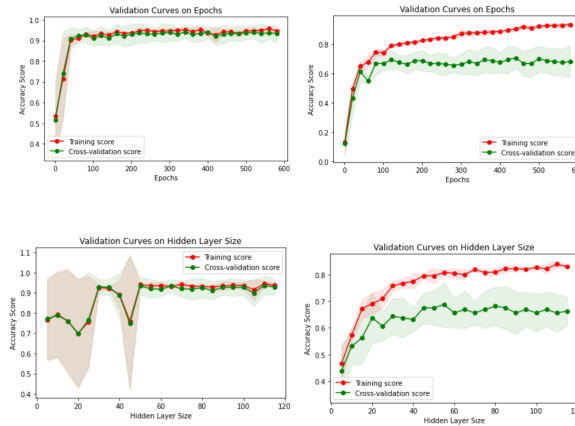 Validation Curves on Epochs
1.0
0.9
0.8
0.7
0.6
0.5
0.4
Accuracy Score
Training score
Cross-validation score
0 100 200 300 400 500 600
Epochs
Validation Curves on Epochs
0.8
0.6
0.4
0.2
0.0
Accuracy Score
Training score
Cross-validation score
0 100 200 300 400 500
Epochs
Validation Curves on Hidden Layer Size
1.1
1.0
0.9
0.8
0.7
0.6
0.5
0.4
Accuracy Score
Training score
Cross-validation score
0 20 40 60 80 100 120
Hidden Layer Size
Validation Curves on Hidden Layer Size
0.8
0.7
0.6
0.5
0.4
Accuracy Score
Training score
Cross-validation score
0 20 40 60 80 100
Hidden Layer Size